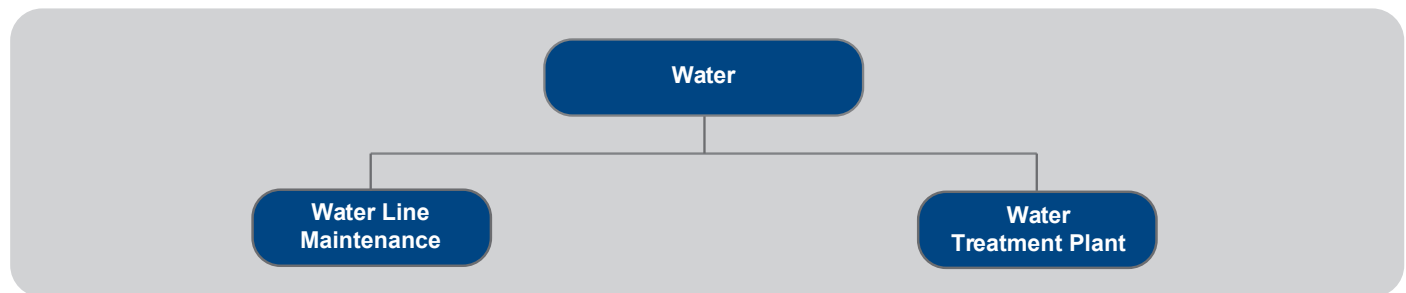 Water
Water Line
Maintenance
Water
Treatment Plant